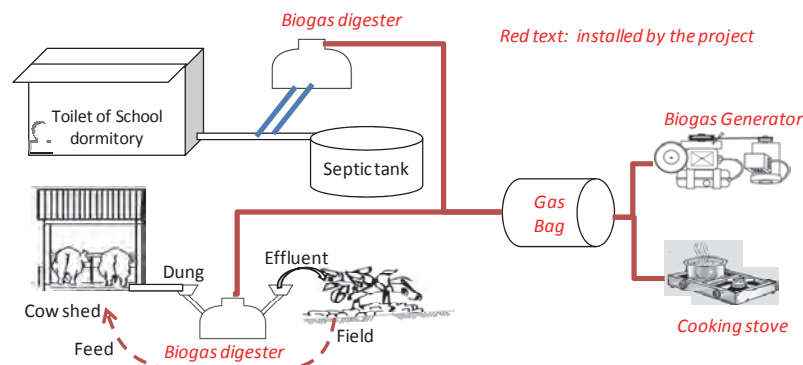 Biogas digester
Red text: installed by the project
Toilet of School
dormitory
Septic tank
Biogas Generator
Gas
Bag
Dung
Effluent
Cow shed
Feed
Biogas digester
Field
Cooking stove